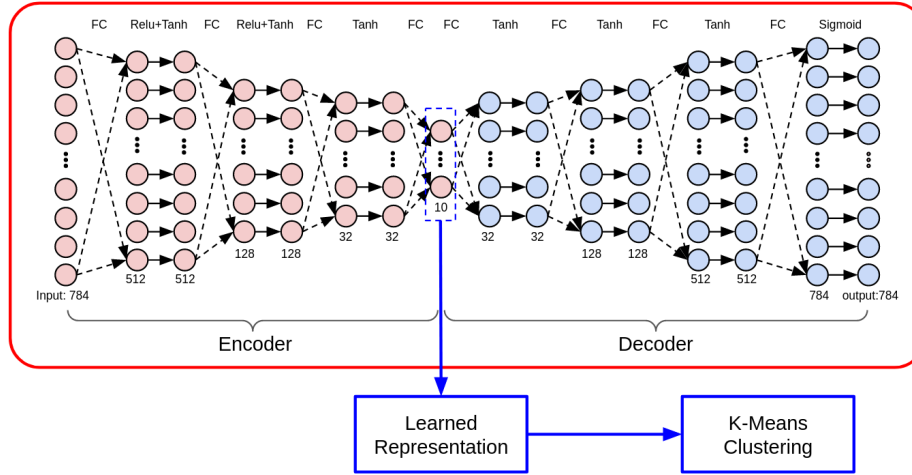 FC Relu+Tanh FC Relu+Tanh FC Tanh FC FC Tanh FC Tanh FC Tanh FC Sigmoid
10
32 32 32 32
128 128 128 128
512 512 512 512
Input: 784 784 output:784
Encoder Decoder
Learned
Representation
K-Means
Clustering